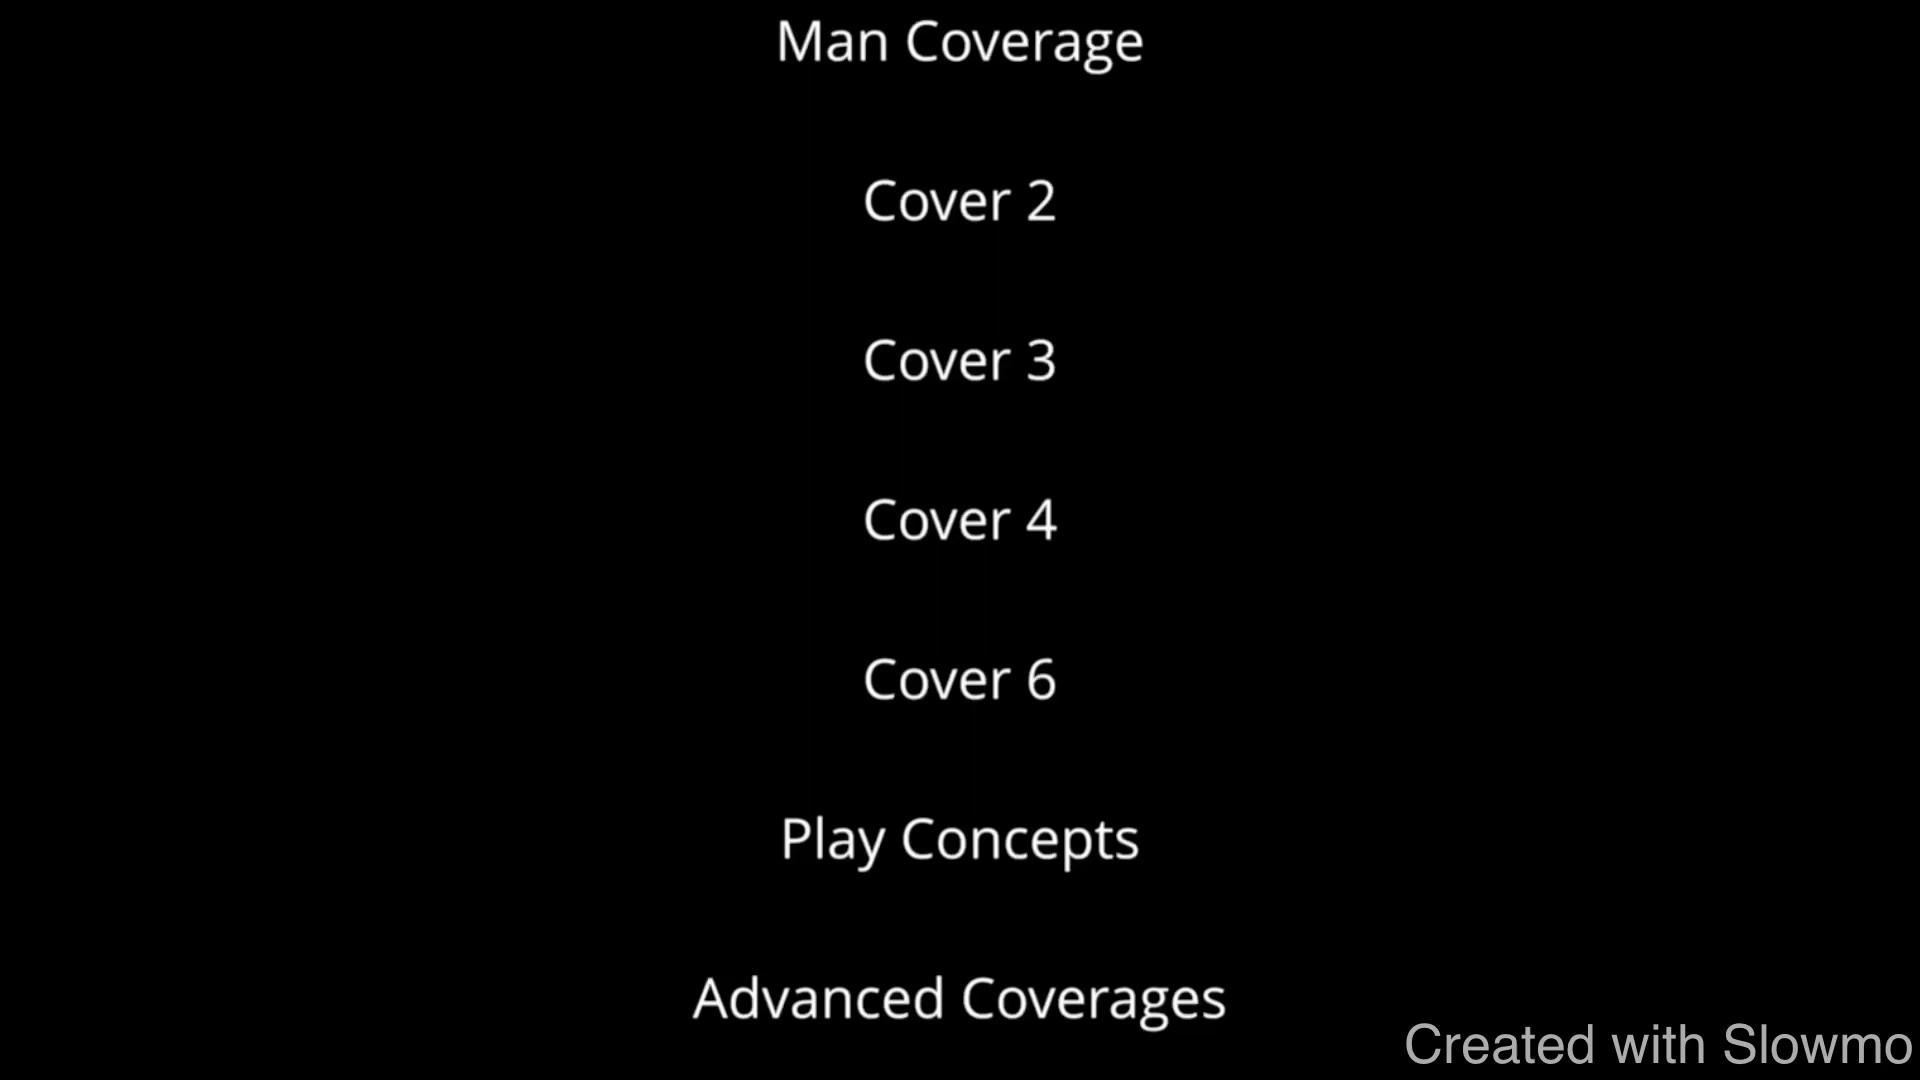 Man Coverage
Cover 2
Cover 3
Cover 4
Cover 6
Play Concepts
Advanced Coverages
Created with Slowmo